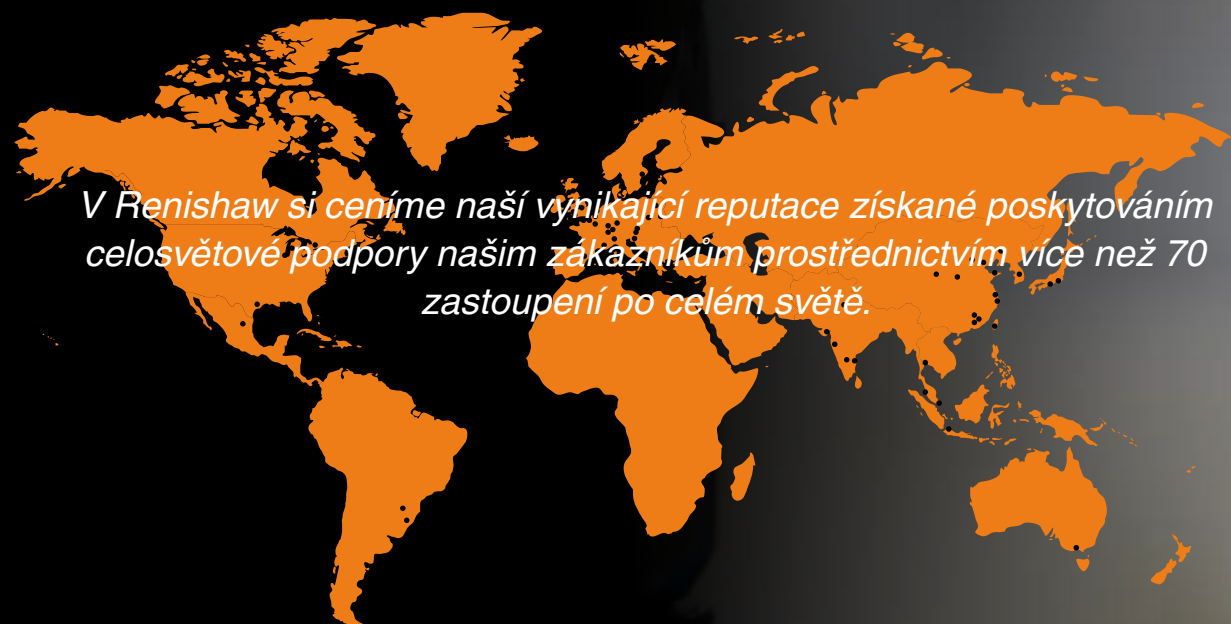 V Renishaw si ceníme naší vynikající reputace získané poskytováním
celosvětové podpory našim zákazníkům prostřednictvím více než 70
zastoupení po celém světě.